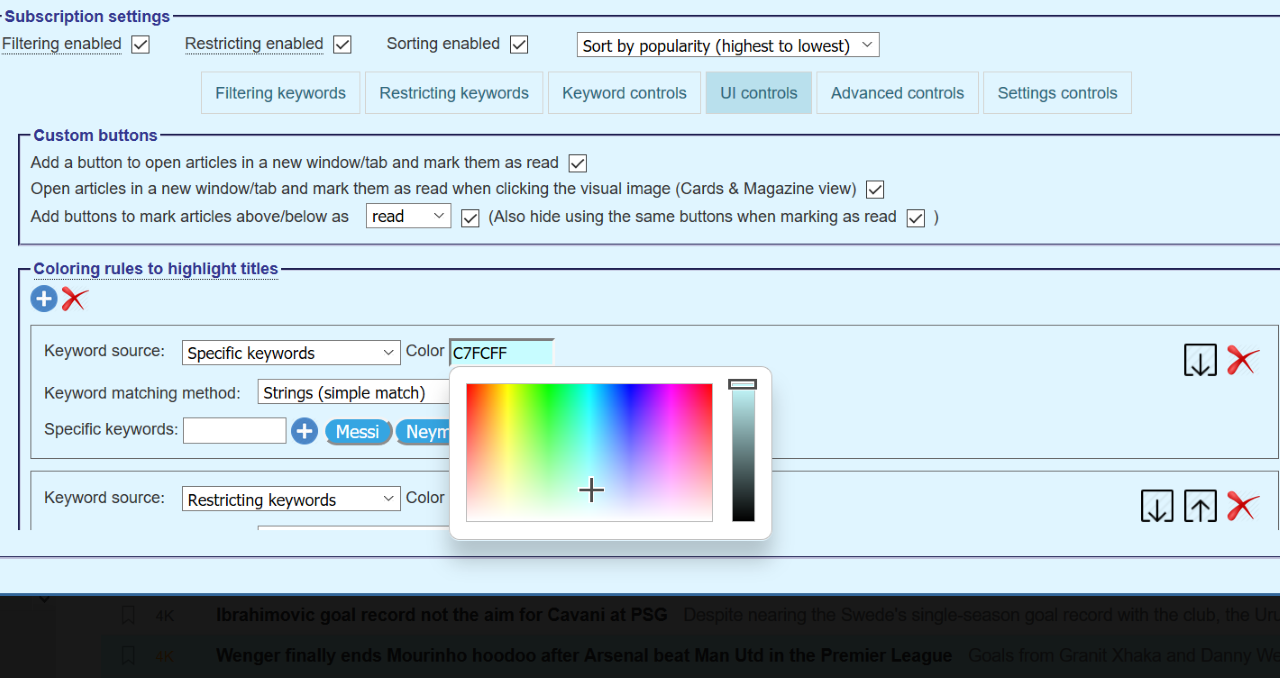 Subscription settings
Filtering enabled Restricting enabled Sorting enabled Sort by popularity (highest to lowest)
Filtering keywords Restricting keywords Keyword controls UI controls Advanced controls Settings controls
Custom buttons
Add a button to open articles in a new window/tab and mark them as read
Open articles in a new window/tab and mark them as read when clicking the visual image (Cards & Magazine view)
Add buttons to mark articles above/below as read (Also hide using the same buttons when marking as read )
Coloring rules to highlight titles
Keyword source: Specific keywords Color C7FCFF
Keyword matching method: Strings (simple match)
Specific keywords: Messi Neym
Keyword source: Restricting keywords Color
4K Ibrahimovic goal record not the aim for Cavani at PSG Despite nearing the Swede's single-season goal record with the club, the Uru
4K Wenger finally ends Mourinho hoodoo after Arsenal beat Man Utd in the Premier League Goals from Granit Xhaka and Danny We